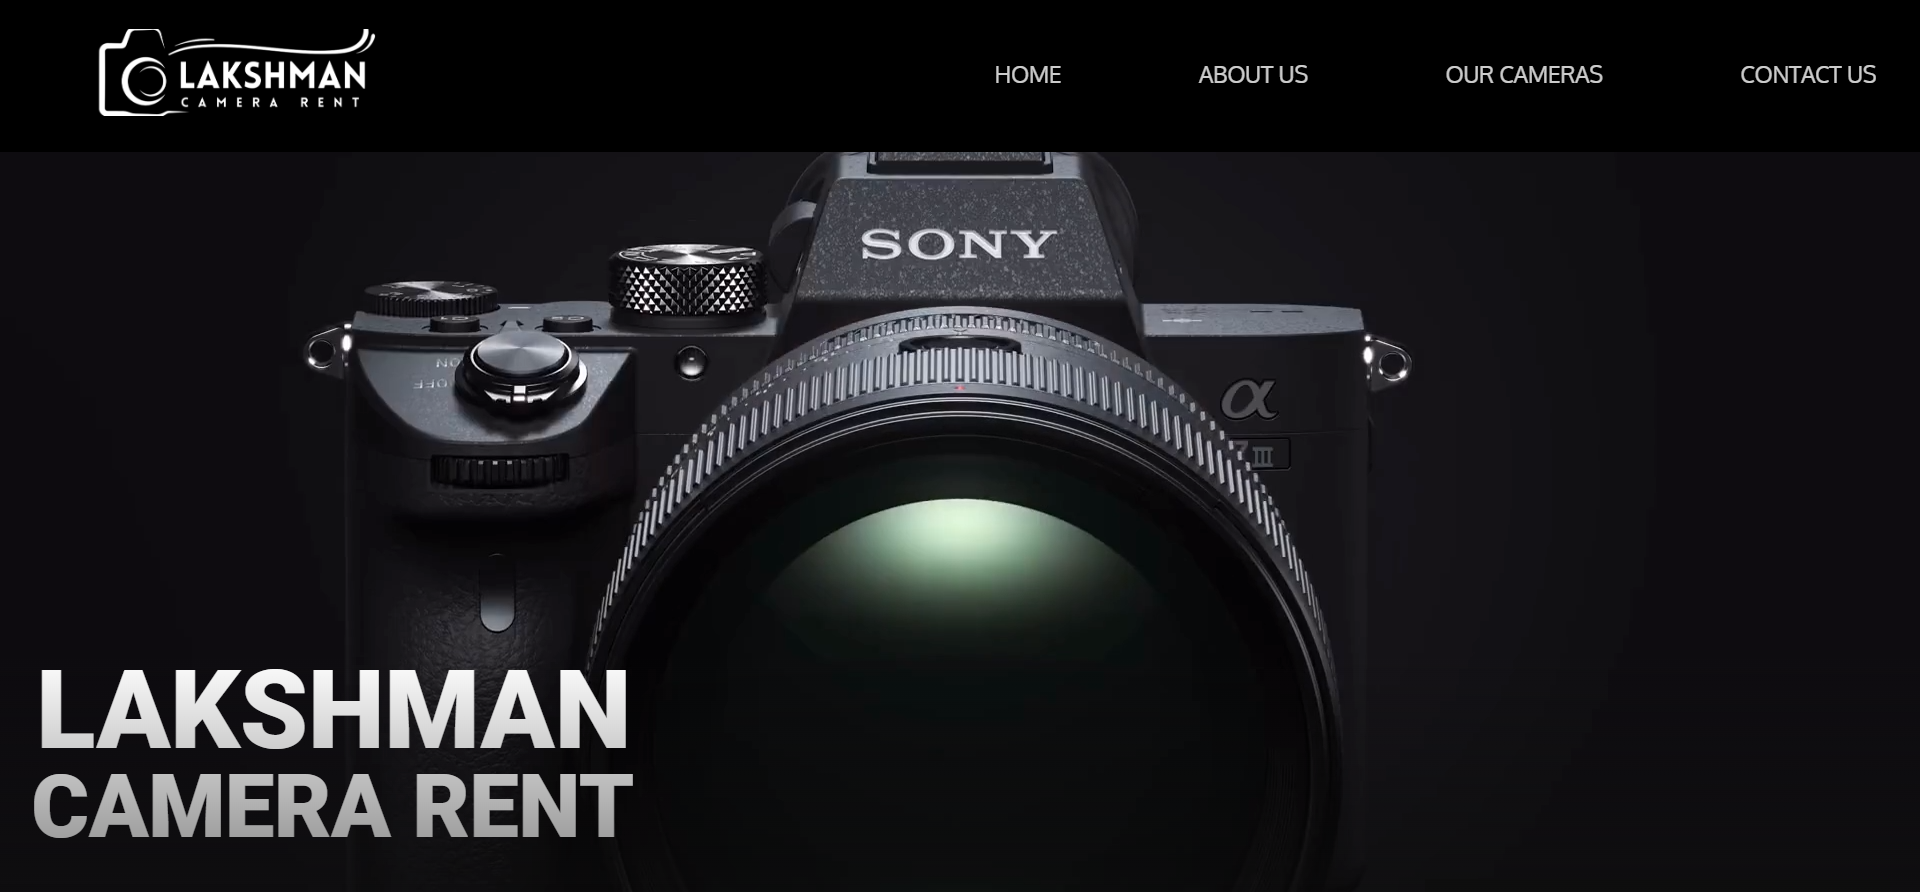 LAKSHMAN
CAMERA RENT
HOME
ABOUT US
OUR CAMERAS
CONTACT US
SONY
ON
OFF
α
7 III
LAKSHMAN
CAMERA RENT